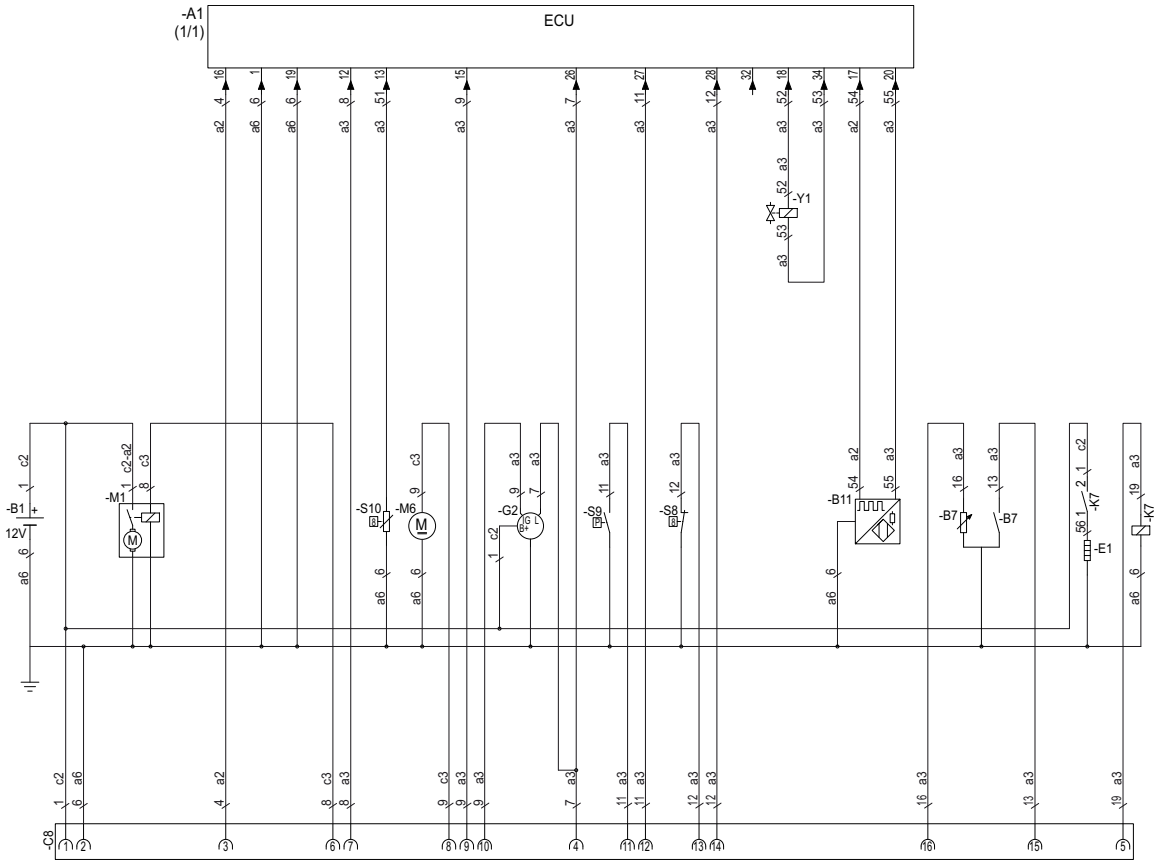 -A1
(1/1)
ECU
16 1 19 12 13 15 26 27 28 32 18 34 17 20
4 6 6 8 51 9 7 11 12 52 53 54 55
a2 a6 a6 a3 a3 a3 a3 a3 a3 a3 a3 a2 a3
a3
52
-Y1
53
a3
c2 c2-a2 c3 c3 a3 a3 a3 a3 a2 a3 a3 a3 c2 a3
1 1 8 9 9 7 11 12 54 55 16 13 1 19
-B1 +
12V
-M1
M
-S10
8
-M6
M
-G2
IG L
B+
-S9
P
-S8
8
-B11
-B7
-B7
2
1
-K7
56
-E1
-K7
c2
1
6 6 6 6 6
a6 a6 a6 a6 a6
c2 a6 a2 c3 a3 c3 a3 a3 a3 a3 a3 a3 a3 a3 a3 a3
1 6 4 8 8 9 9 9 7 11 11 12 12 16 13 19
-C8
1 2 3 6 7 8 9 10 4 11 12 13 14 16 15 5